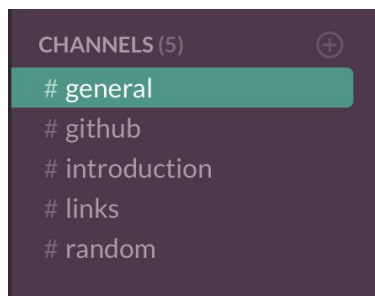 CHANNELS (5)
# general
# github
# introduction
# links
# random